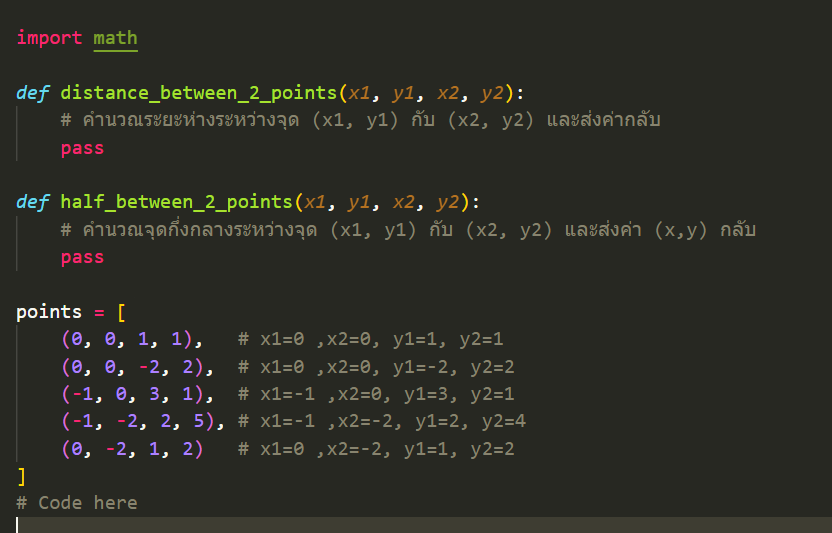 import math
def distance_between_2_points(x1, y1, x2, y2):
# คำนวณระยะห่างระหว่างจุด (x1, y1) กับ (x2, y2) และส่งค่ากลับ
pass
def half_between_2_points(x1, y1, x2, y2):
# คำนวณจุดกึ่งกลางระหว่างจุด (x1, y1) กับ (x2, y2) และส่งค่า (x,y) กลับ
pass
points = [
(0, 0, 1, 1),   # x1=0 ,x2=0, y1=1, y2=1
(0, 0, -2, 2),  # x1=0 ,x2=0, y1=-2, y2=2
(-1, 0, 3, 1),  # x1=-1 ,x2=0, y1=3, y2=1
(-1, -2, 2, 5), # x1=-1 ,x2=-2, y1=2, y2=4
(0, -2, 1, 2)   # x1=0 ,x2=-2, y1=1, y2=2
]
# Code here